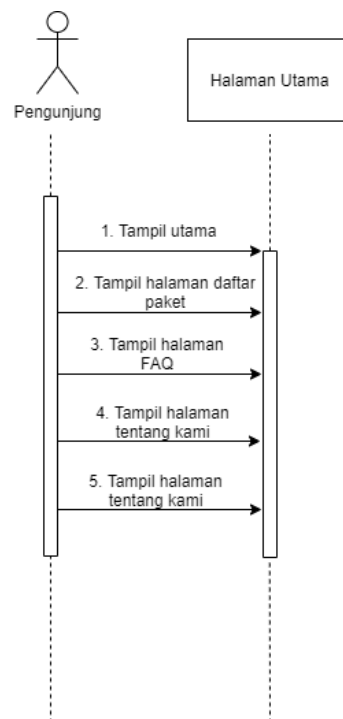 Pengunjung
Halaman Utama
1. Tampil utama
2. Tampil halaman daftar
paket
3. Tampil halaman
FAQ
4. Tampil halaman
tentang kami
5. Tampil halaman
tentang kami